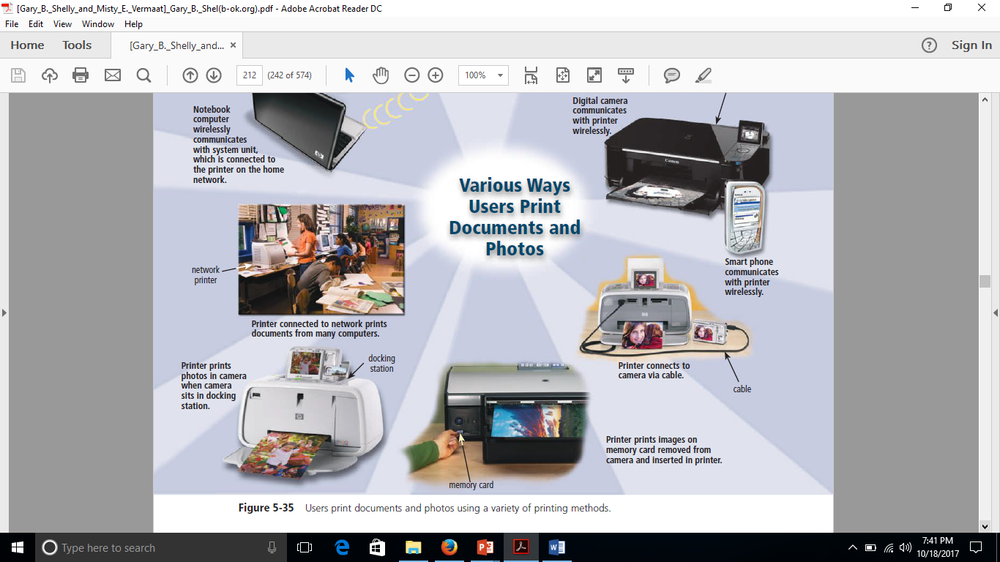 [Gary_B._Shelly_and_Misty_E._Vermaat]_Gary_B._Shel(b-ok.org).pdf - Adobe Acrobat Reader DC
File Edit View Window Help
Home Tools [Gary_B._Shelly_and... × ? Sign In
212 (242 of 574) 100%
Notebook
computer
wirelessly
communicates
with system unit,
which is connected to
the printer on the home
network.
Digital camera
communicates
with printer
wirelessly.
Canon
hp
Various Ways
Users Print
Documents and
Photos
Smart phone
communicates
with printer
wirelessly.
network
printer
Printer connected to network prints
documents from many computers.
Printer prints
photos in camera
when camera
sits in docking
station.
docking
station
Printer connects to
camera via cable.
cable
Printer prints images on
memory card removed from
camera and inserted in printer.
memory card
Figure 5-35 Users print documents and photos using a variety of printing methods.
Type here to search
7:41 PM
10/18/2017